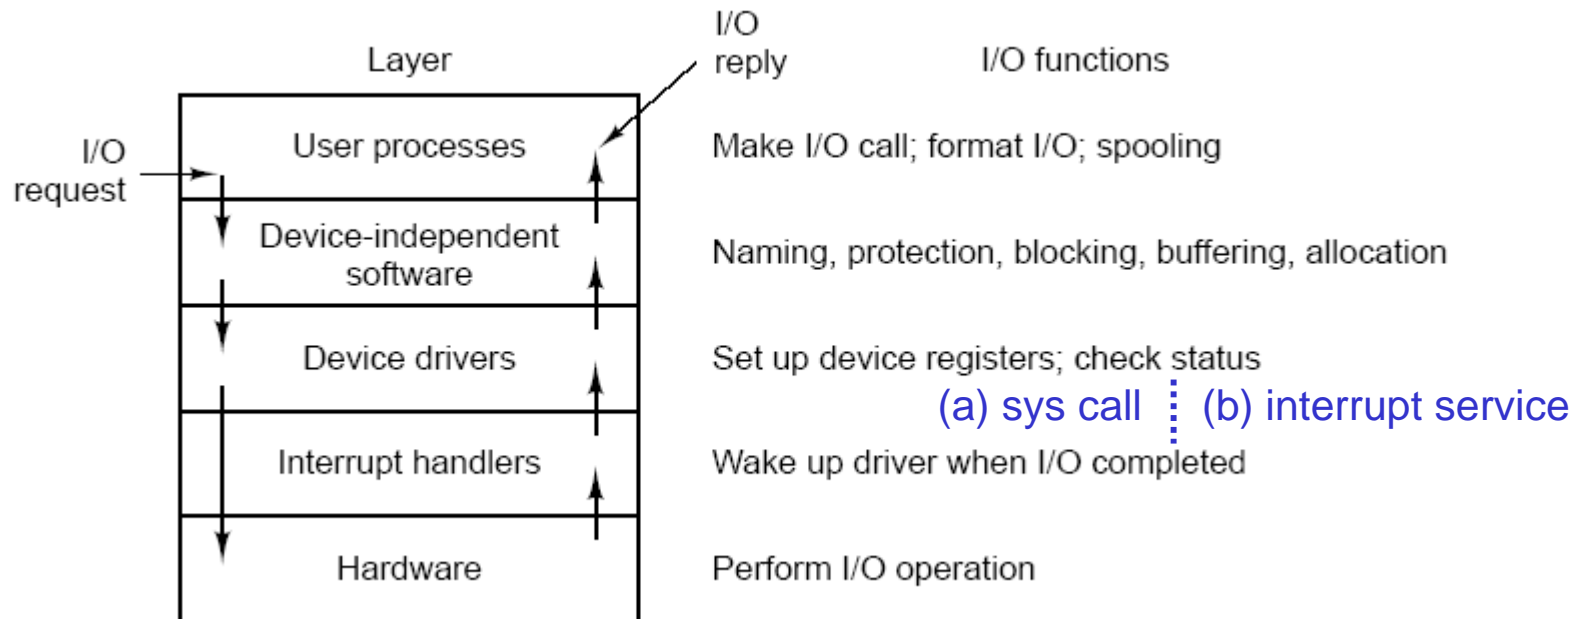 Layer
I/O
reply
I/O functions
I/O
request
User processes
Make I/O call; format I/O; spooling
Device-independent
software
Naming, protection, blocking, buffering, allocation
Device drivers
Set up device registers; check status
(a) sys call
(b) interrupt service
Interrupt handlers
Wake up driver when I/O completed
Hardware
Perform I/O operation